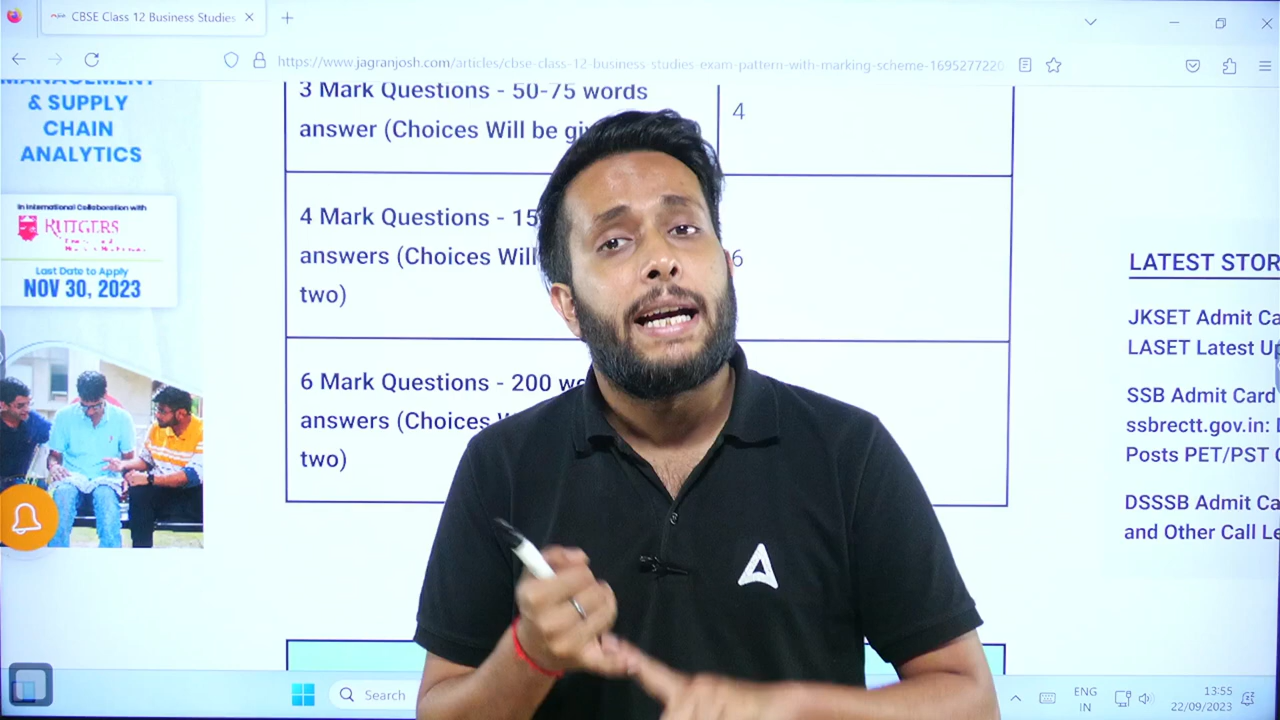 CBSE Class 12 Business Studies
https://www.jagranjosh.com/articles/cbse-class-12-business-studies-exam-pattern-with-marking-scheme-1695277220
& SUPPLY
CHAIN
ANALYTICS
In International Collaboration with
RUTGERS
Last Date to Apply
NOV 30, 2023
3 Mark Questions - 50-75 words
answer (Choices Will be gi
4
4 Mark Questions - 15
answers (Choices Will
two)
6
6 Mark Questions - 200 wo
answers (Choices W
two)
LATEST STOR
JKSET Admit Ca
LASET Latest Up
SSB Admit Card
ssbrectt.gov.in:
Posts PET/PST
DSSSB Admit Ca
and Other Call Le
Search
ENG
IN
13:55
22/09/2023